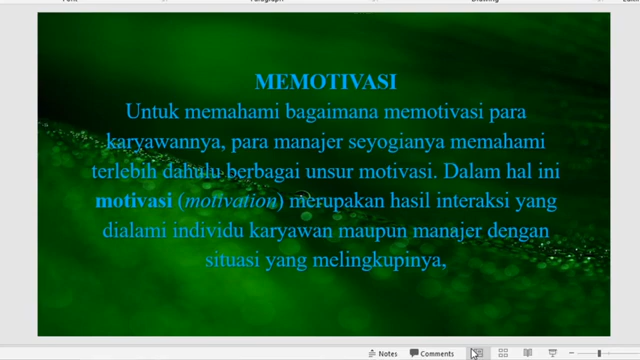 MEMOTIVASI
Untuk memahami bagaimana memotivasi para
karyawannya, para manajer seyogianya memahami
terlebih dahulu berbagai unsur motivasi. Dalam hal ini
motivasi (motivation) merupakan hasil interaksi yang
dialami individu karyawan maupun manajer dengan
situasi yang melingkupinya,
Notes Comments